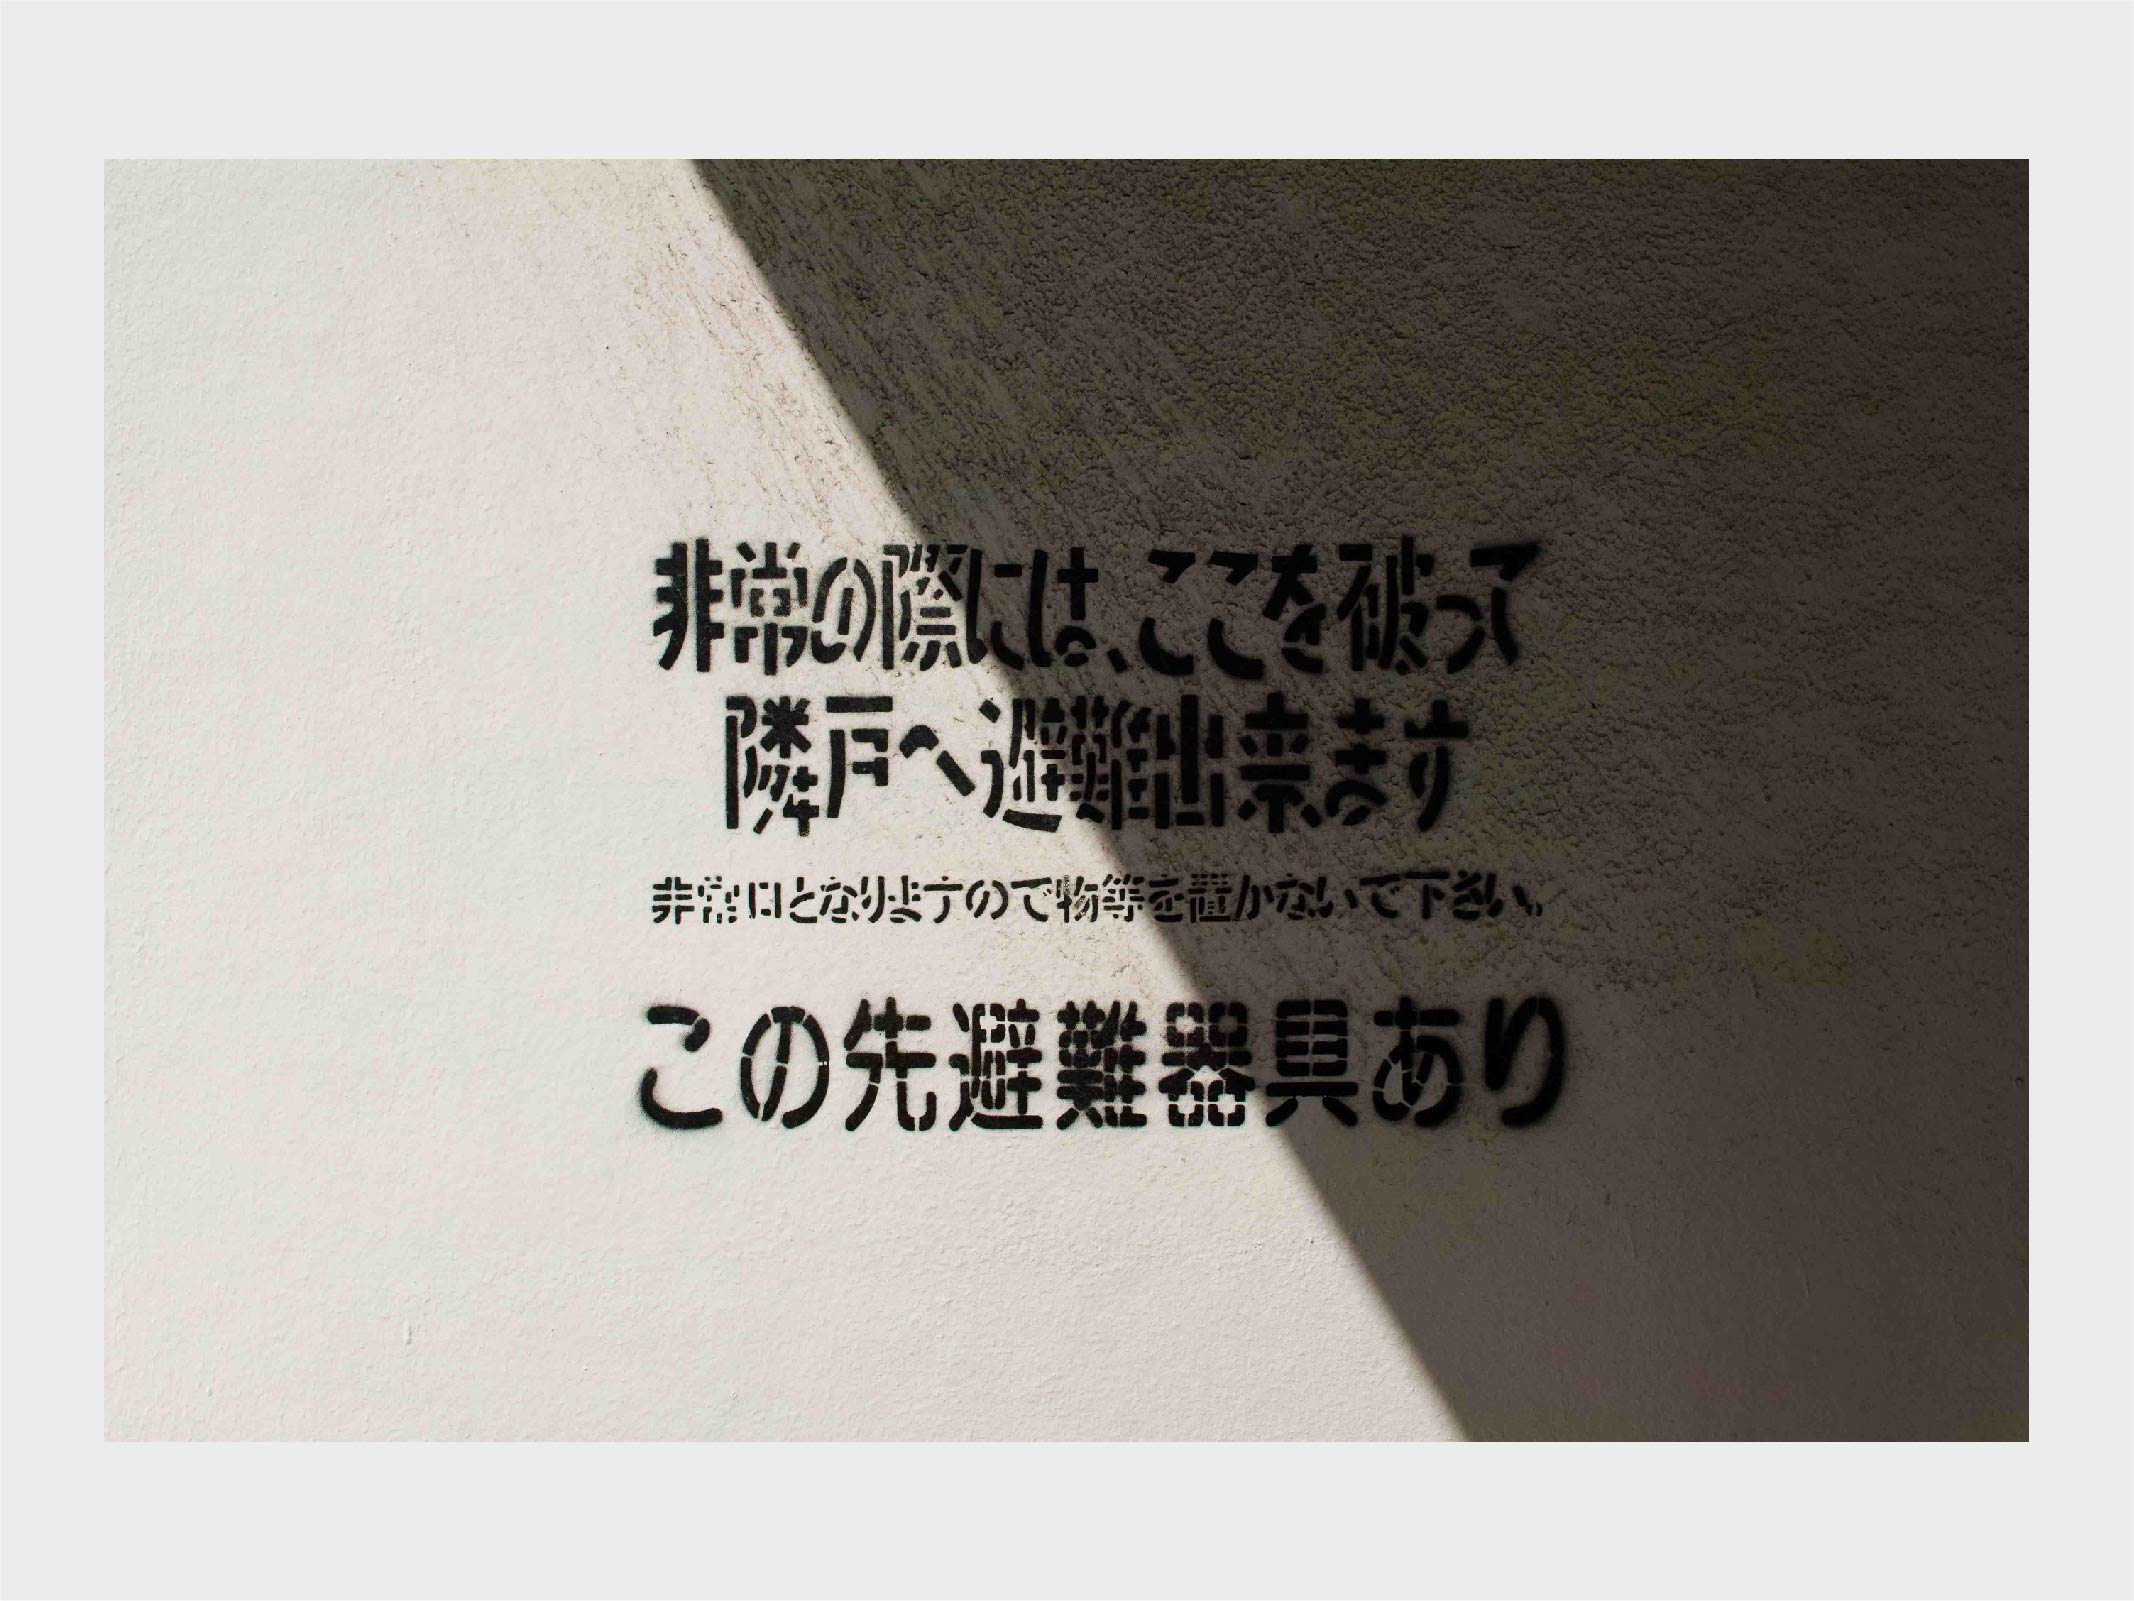 非常の際には、ここを破って
隣戸へ避難出来ます
非常口となりますので物等を置かないで下さい。
この先避難器具あり